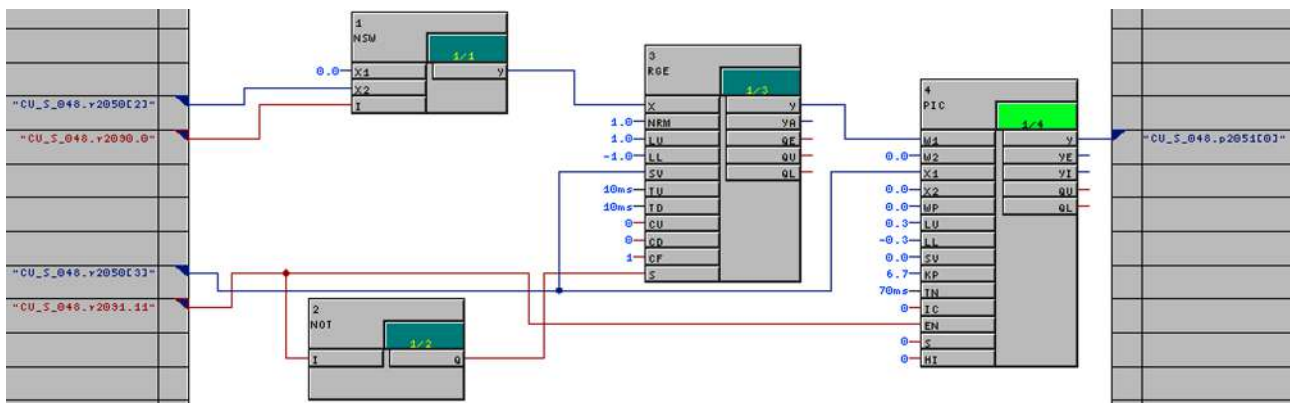 1
NSW
1/1
0.0
X1
Y
X2
I
"CU_S_048.r2050[2]"
"CU_S_048.r2090.0"
"CU_S_048.r2050[3]"
"CU_S_048.r2091.11"
2
NOT
1/2
I
Q
3
RGE
1/3
X
Y
1.0
NRM
YA
1.0
LU
QE
-1.0
LL
QU
SV
QL
10ms
TU
10ms
TD
0
CU
0
CD
1
CF
S
4
PIC
1/4
W1
Y
0.0
W2
YE
X1
YI
0.0
X2
QU
0.0
WP
QL
0.3
LU
-0.3
LL
0.0
SV
6.7
KP
70ms
TN
0
IC
EN
0
S
0
HI
"CU_S_048.p2051[0]"